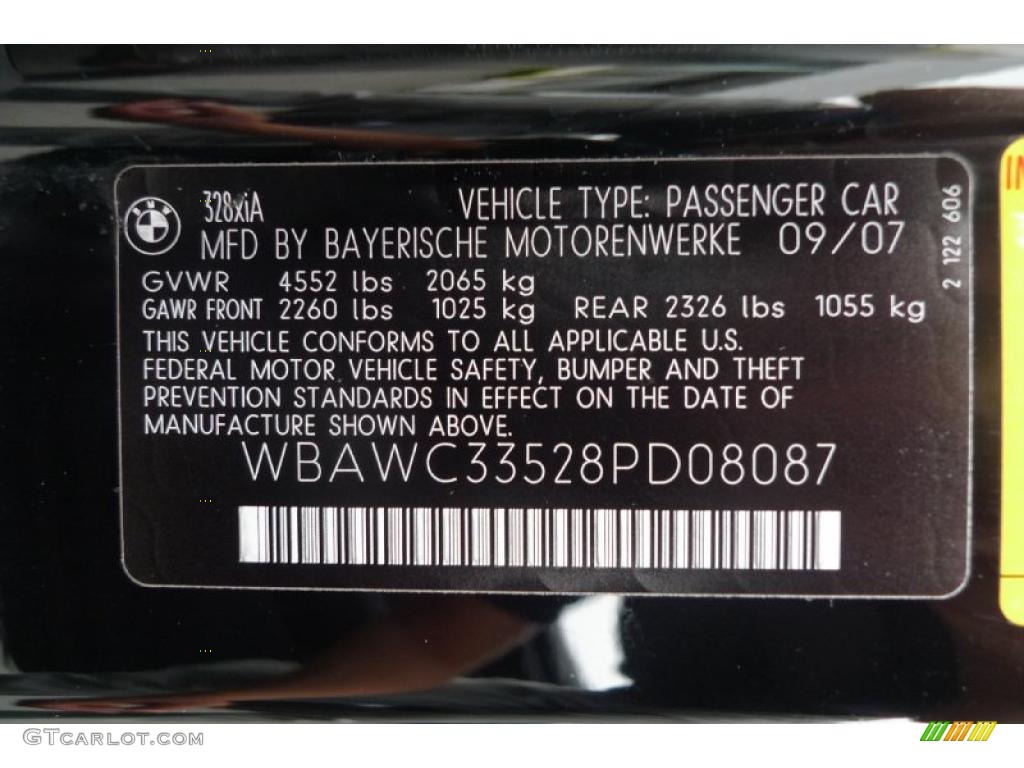 328xiA VEHICLE TYPE: PASSENGER CAR
MFD BY BAYERISCHE MOTORENWERKE 09/07
GVWR 4552 lbs 2065 kg
GAWR FRONT 2260 lbs 1025 kg REAR 2326 lbs 1055 kg
THIS VEHICLE CONFORMS TO ALL APPLICABLE U.S.
FEDERAL MOTOR VEHICLE SAFETY, BUMPER AND THEFT
PREVENTION STANDARDS IN EFFECT ON THE DATE OF
MANUFACTURE SHOWN ABOVE.
WBAWC33528PD08087
2 122 606
BMW
GTCarlot.com